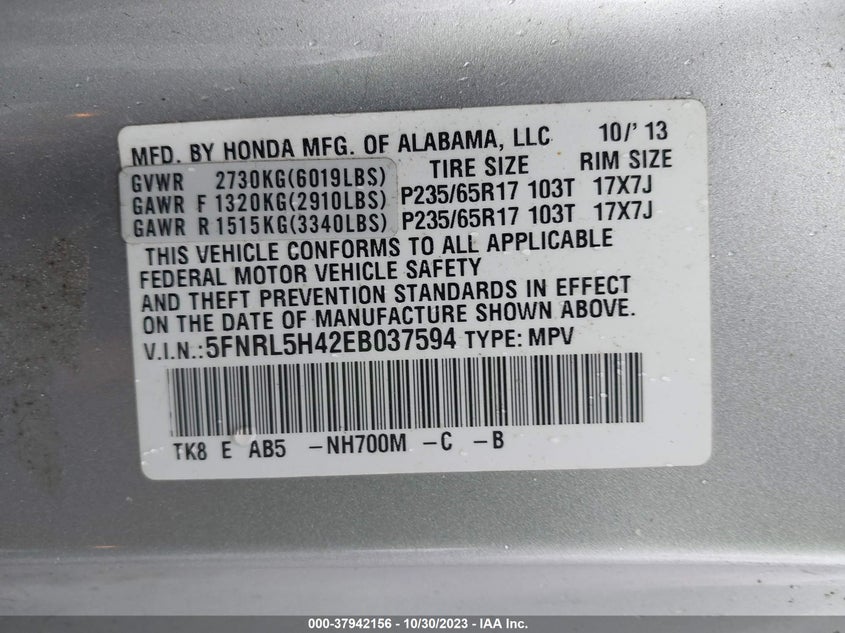 MFD. BY HONDA MFG. OF ALABAMA, LLC 10/' 13
TIRE SIZE RIM SIZE
GVWR 2730KG(6019LBS)
GAWR F 1320KG(2910LBS) P235/65R17 103T 17X7J
GAWR R 1515KG(3340LBS) P235/65R17 103T 17X7J
THIS VEHICLE CONFORMS TO ALL APPLICABLE
FEDERAL MOTOR VEHICLE SAFETY
AND THEFT PREVENTION STANDARDS IN EFFECT
ON THE DATE OF MANUFACTURE SHOWN ABOVE.
V.I.N.:5FNRL5H42EB037594 TYPE: MPV
TK8 E AB5 -NH700M -C -B
000-37942156 - 10/30/2023 - IAA Inc.